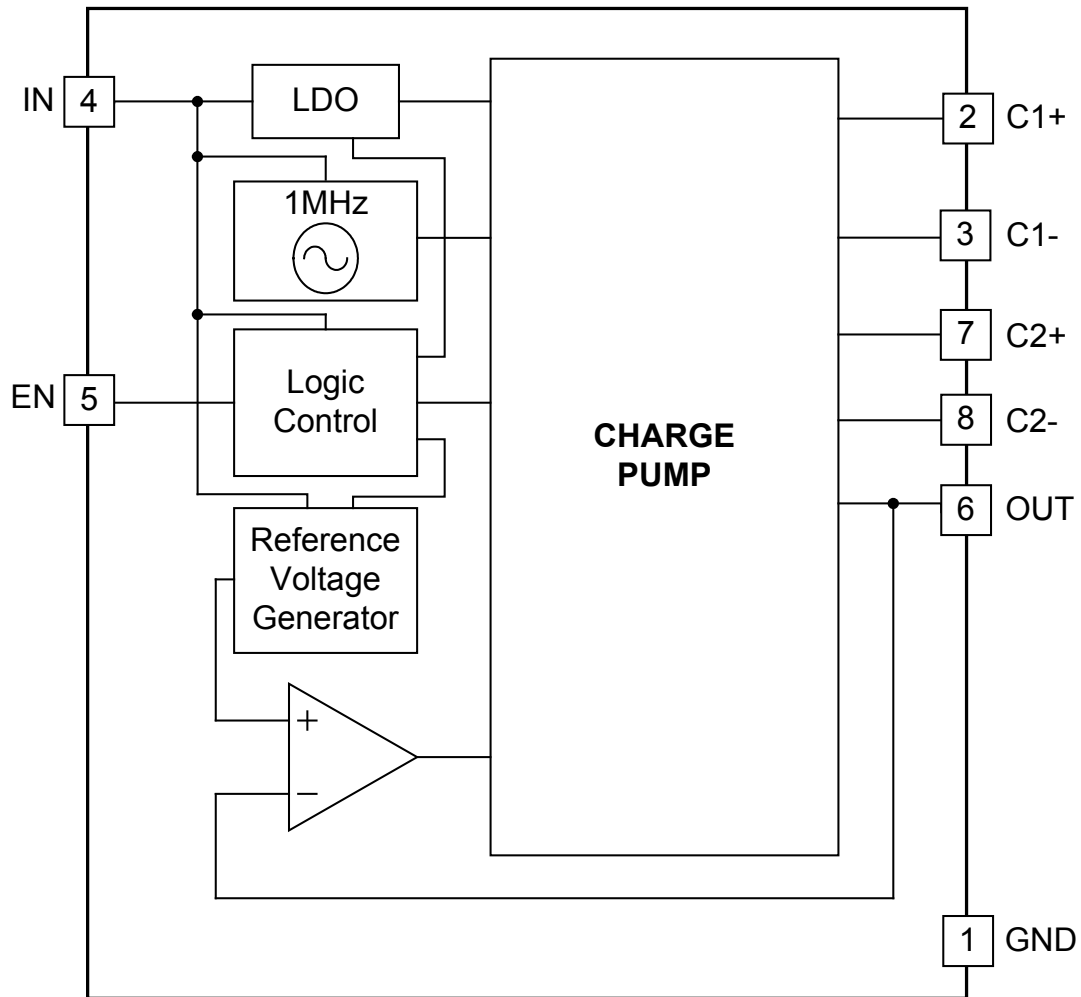 IN 4
LDO
2 C1+
1MHz
3 C1-
7 C2+
EN 5
Logic
Control
8 C2-
CHARGE
PUMP
6 OUT
Reference
Voltage
Generator
+
−
1 GND